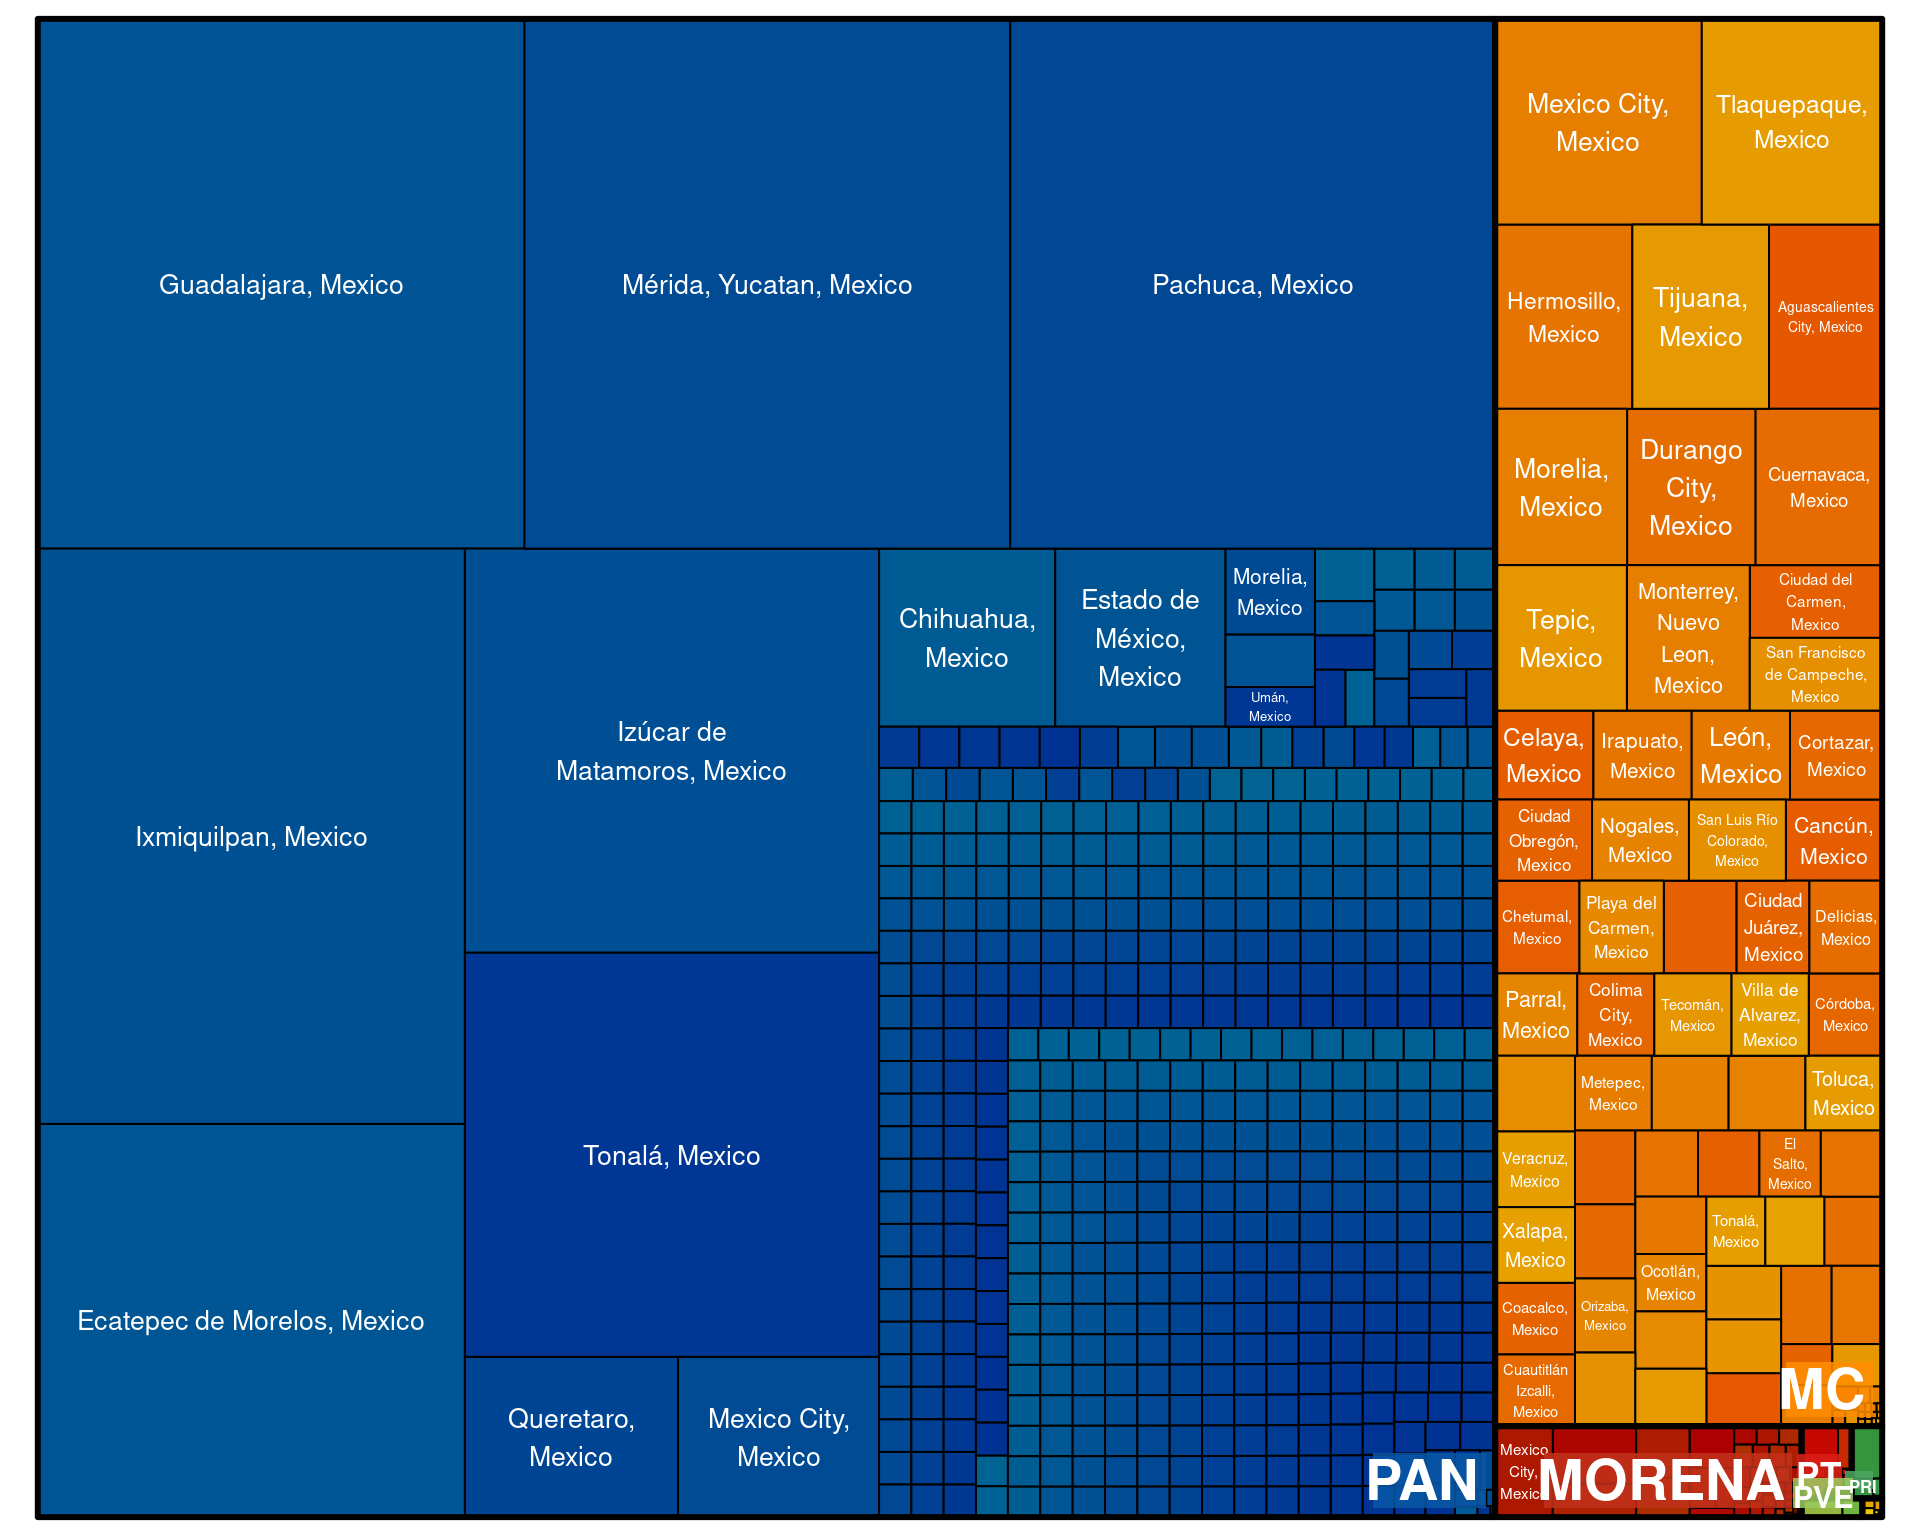 Guadalajara, Mexico
Mérida, Yucatan, Mexico
Pachuca, Mexico
Ixmiquilpan, Mexico
Ecatepec de Morelos, Mexico
Izúcar de
Matamoros, Mexico
Tonalá, Mexico
Queretaro,
Mexico
Mexico City,
Mexico
Chihuahua,
Mexico
Estado de
México,
Mexico
Morelia,
Mexico
Umán,
Mexico
PAN
Mexico City,
Mexico
Tlaquepaque,
Mexico
Hermosillo,
Mexico
Tijuana,
Mexico
Aguascalientes
City, Mexico
Morelia,
Mexico
Durango
City,
Mexico
Cuernavaca,
Mexico
Tepic,
Mexico
Monterrey,
Nuevo
Leon,
Mexico
Ciudad del
Carmen,
Mexico
San Francisco
de Campeche,
Mexico
Celaya,
Mexico
Irapuato,
Mexico
León,
Mexico
Cortazar,
Mexico
Ciudad
Obregón,
Mexico
Nogales,
Mexico
San Luis Río
Colorado,
Mexico
Cancún,
Mexico
Chetumal,
Mexico
Playa del
Carmen,
Mexico
Ciudad
Juárez,
Mexico
Delicias,
Mexico
Parral,
Mexico
Colima
City,
Mexico
Tecomán,
Mexico
Villa de
Alvarez,
Mexico
Córdoba,
Mexico
Metepec,
Mexico
Toluca,
Mexico
Veracruz,
Mexico
El
Salto,
Mexico
Xalapa,
Mexico
Tonalá,
Mexico
Ocotlán,
Mexico
Coacalco,
Mexico
Orizaba,
Mexico
Cuautitlán
Izcalli,
Mexico
MC
Mexico
City,
Mexico
MORENA
PT
PVE
PRI